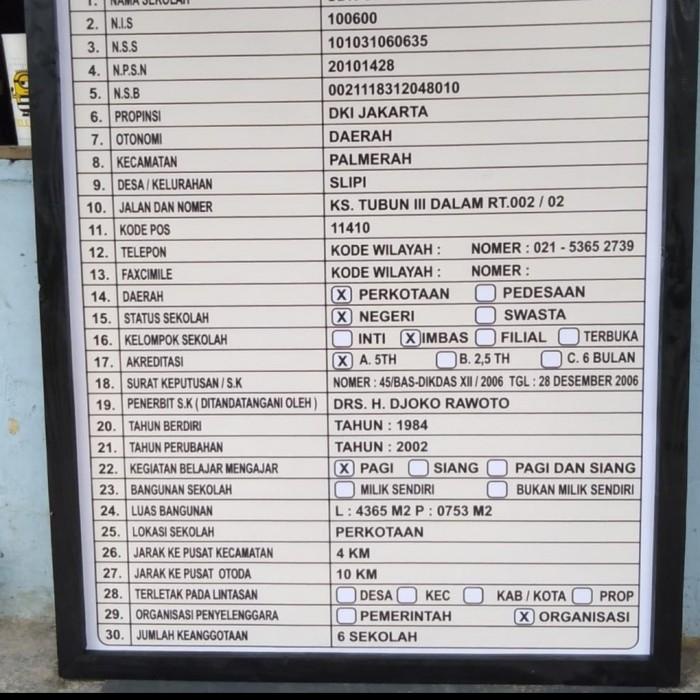 1. NAMA SEKOLAH
2. N.I.S 100600
3. N.S.S 101031060635
4. N.P.S.N 20101428
5. N.S.B 0021118312048010
6. PROPINSI DKI JAKARTA
7. OTONOMI DAERAH
8. KECAMATAN PALMERAH
9. DESA / KELURAHAN SLIPI
10. JALAN DAN NOMER KS. TUBUN III DALAM RT.002 / 02
11. KODE POS 11410
12. TELEPON KODE WILAYAH : NOMER : 021 - 5365 2739
13. FAXCIMILE KODE WILAYAH : NOMER :
14. DAERAH X PERKOTAAN PEDESAAN
15. STATUS SEKOLAH X NEGERI SWASTA
16. KELOMPOK SEKOLAH INTI X IMBAS FILIAL TERBUKA
17. AKREDITASI X A. 5TH B. 2,5 TH C. 6 BULAN
18. SURAT KEPUTUSAN / S.K NOMER : 45/BAS-DIKDAS XII / 2006 TGL : 28 DESEMBER 2006
19. PENERBIT S.K ( DITANDATANGANI OLEH ) DRS. H. DJOKO RAWOTO
20. TAHUN BERDIRI TAHUN : 1984
21. TAHUN PERUBAHAN TAHUN : 2002
22. KEGIATAN BELAJAR MENGAJAR X PAGI SIANG PAGI DAN SIANG
23. BANGUNAN SEKOLAH MILIK SENDIRI BUKAN MILIK SENDIRI
24. LUAS BANGUNAN L : 4365 M2 P : 0753 M2
25. LOKASI SEKOLAH PERKOTAAN
26. JARAK KE PUSAT KECAMATAN 4 KM
27. JARAK KE PUSAT OTODA 10 KM
28. TERLETAK PADA LINTASAN DESA KEC KAB / KOTA PROP
29. ORGANISASI PENYELENGGARA PEMERINTAH X ORGANISASI
30. JUMLAH KEANGGOTAAN 6 SEKOLAH